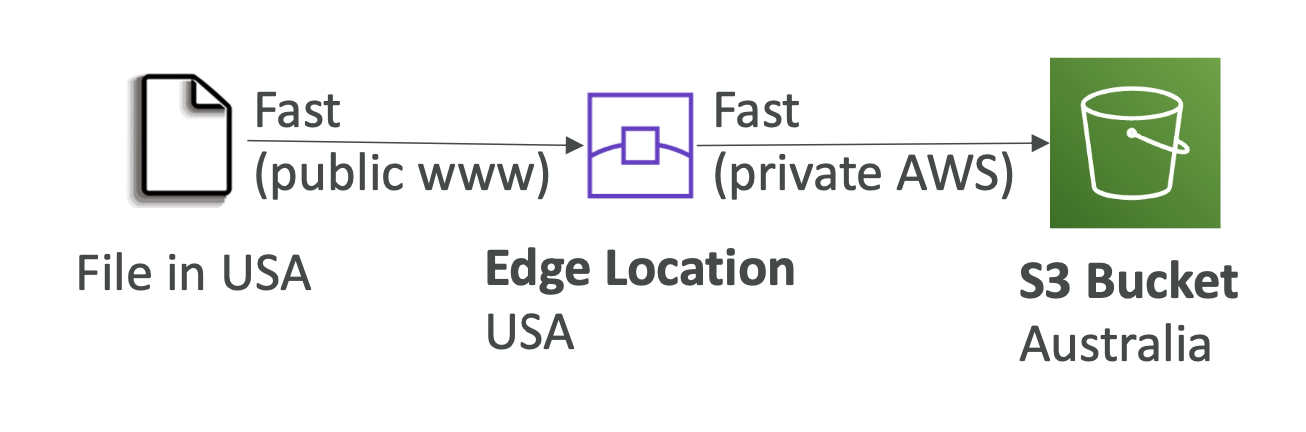 Fast
(public www)
Fast
(private AWS)
File in USA
Edge Location
USA
S3 Bucket
Australia